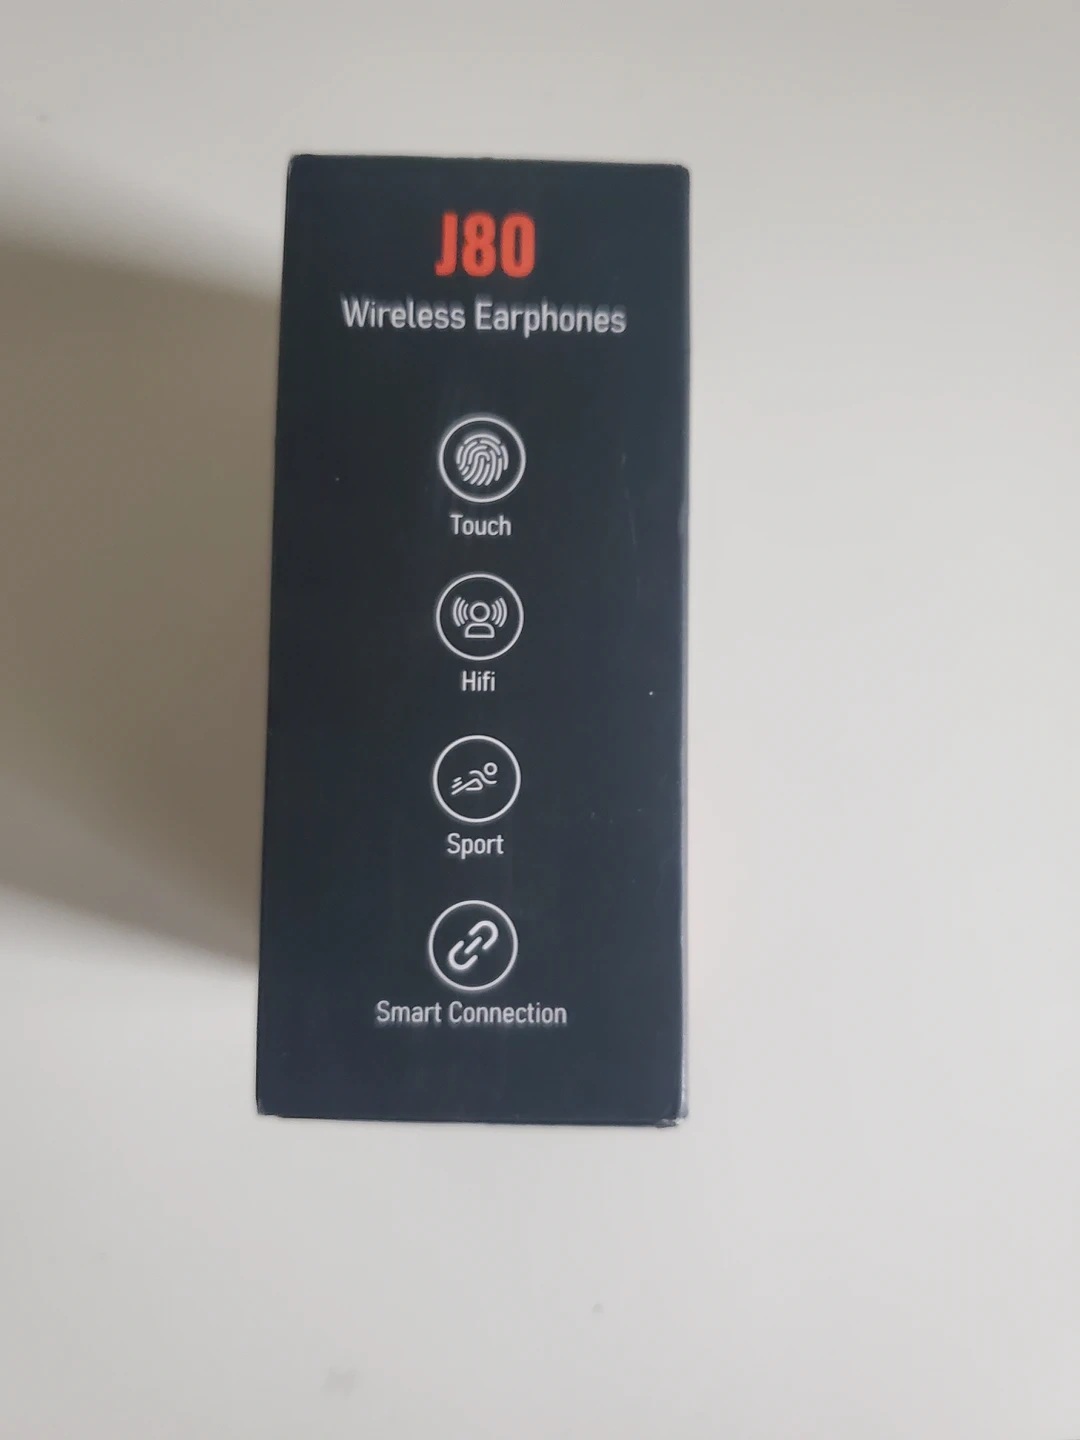 J80
Wireless Earphones
Touch
Hifi
Sport
Smart Connection